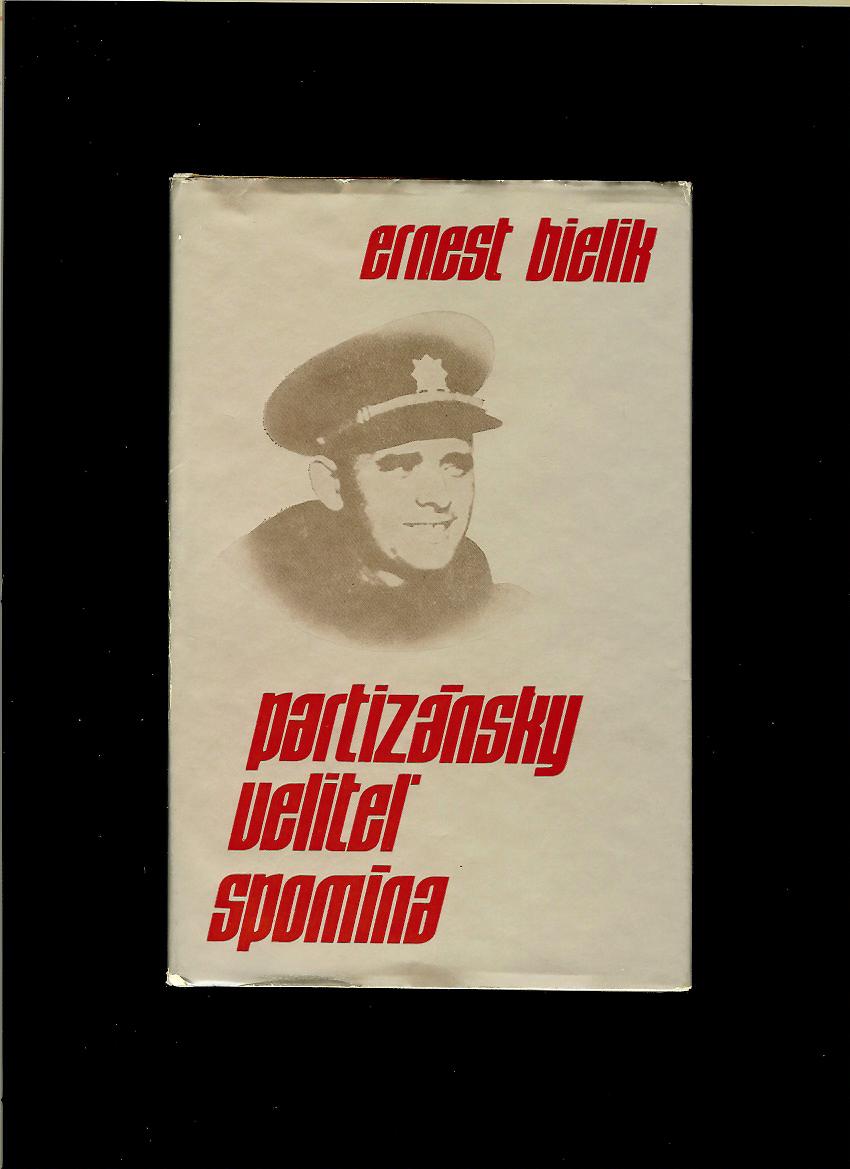 ernest bielik
partizánsky
veliteľ
spomína